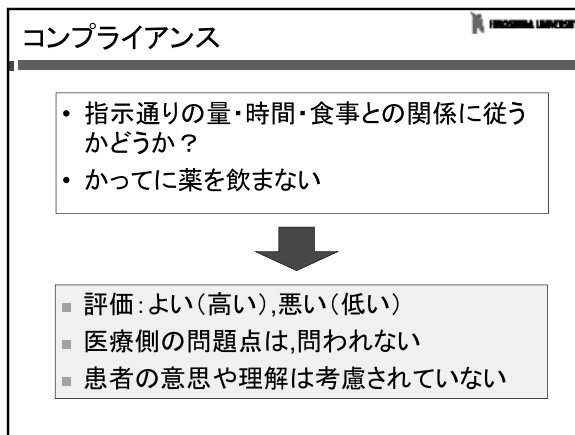 コンプライアンス
HIROSHIMA UNIVERSITY
• 指示通りの量・時間・食事との関係に従う
かどうか？
• かってに薬を飲まない
■ 評価：よい（高い）,悪い（低い）
■ 医療側の問題点は,問われない
■ 患者の意思や理解は考慮されていない